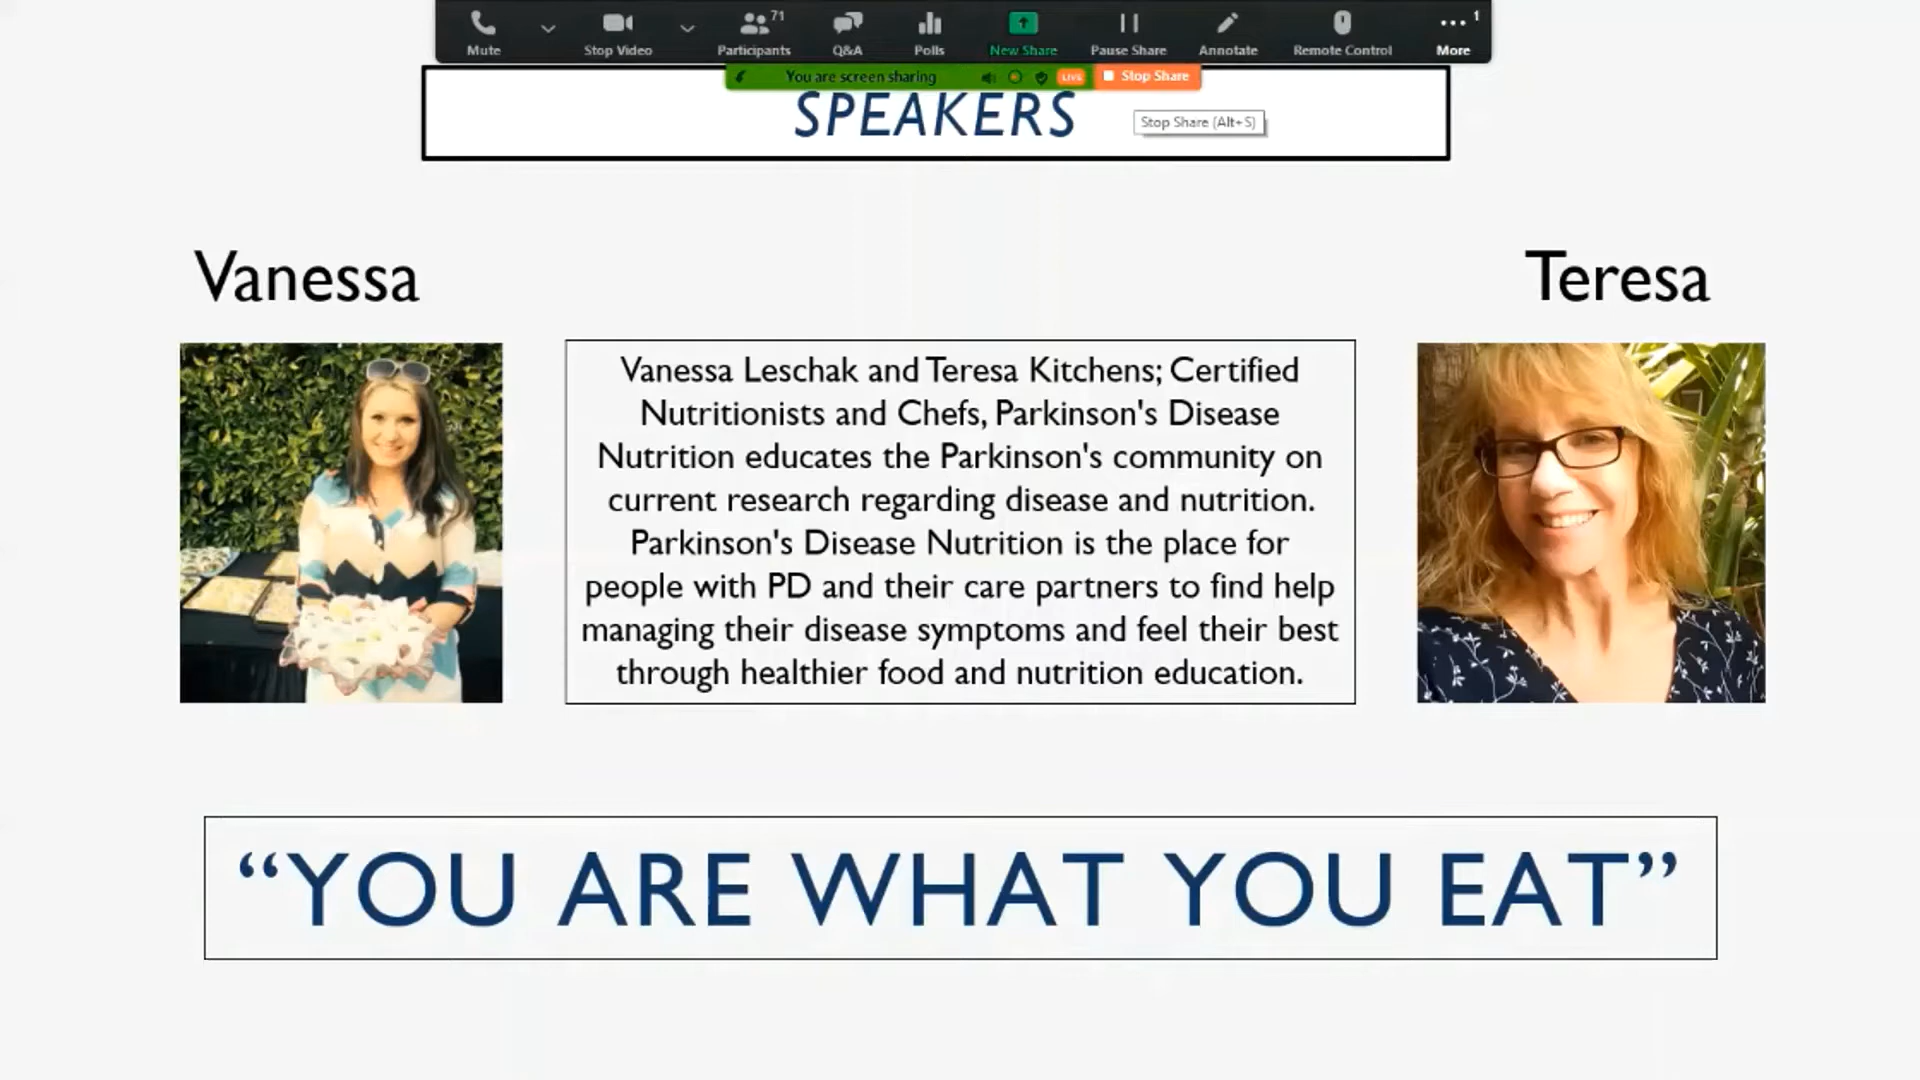 71
1
Mute
Stop Video
Participants
Q&A
Polls
New Share
Pause Share
Annotate
Remote Control
More
You are screen sharing
LIVE
Stop Share
SPEAKERS
Stop Share (Alt+S)
Vanessa
Teresa
Vanessa Leschak and Teresa Kitchens; Certified
Nutritionists and Chefs, Parkinson's Disease
Nutrition educates the Parkinson's community on
current research regarding disease and nutrition.
Parkinson's Disease Nutrition is the place for
people with PD and their care partners to find help
managing their disease symptoms and feel their best
through healthier food and nutrition education.
“YOU ARE WHAT YOU EAT”